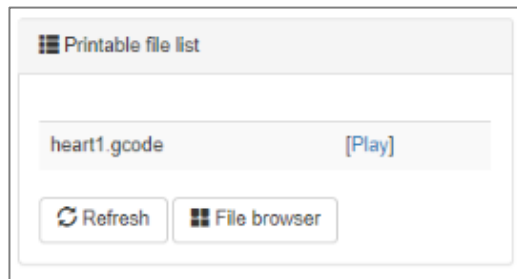 Printable file list
heart1.gcode [Play]
Refresh File browser